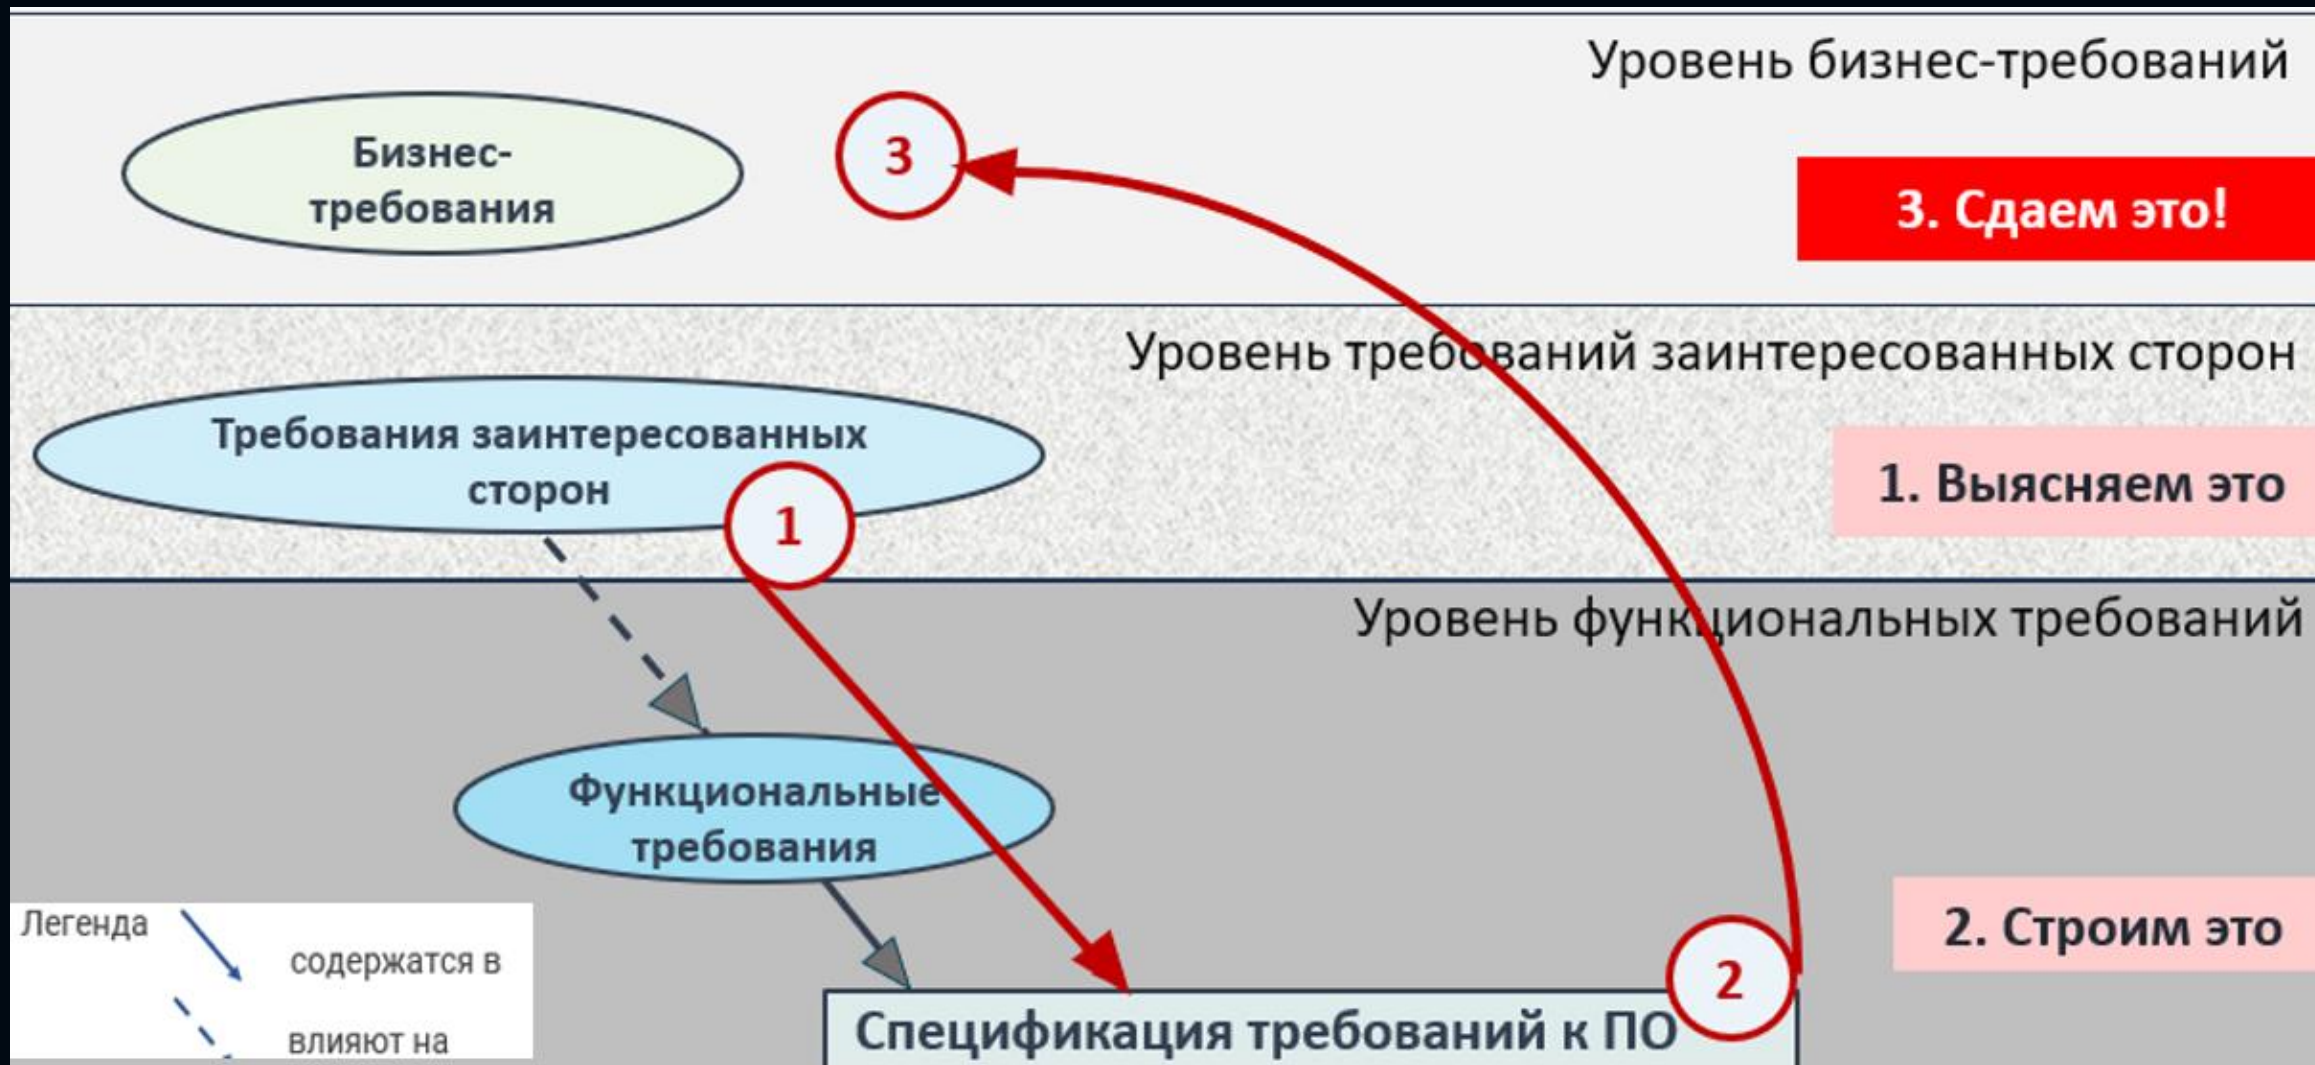 Уровень бизнес-требований
Бизнес-
требования
3
3. Сдаем это!
Уровень требований заинтересованных сторон
Требования заинтересованных
сторон
1
1. Выясняем это
Уровень функциональных требований
Функциональные
требования
Легенда
содержатся в
влияют на
2. Строим это
2
Спецификация требований к ПО